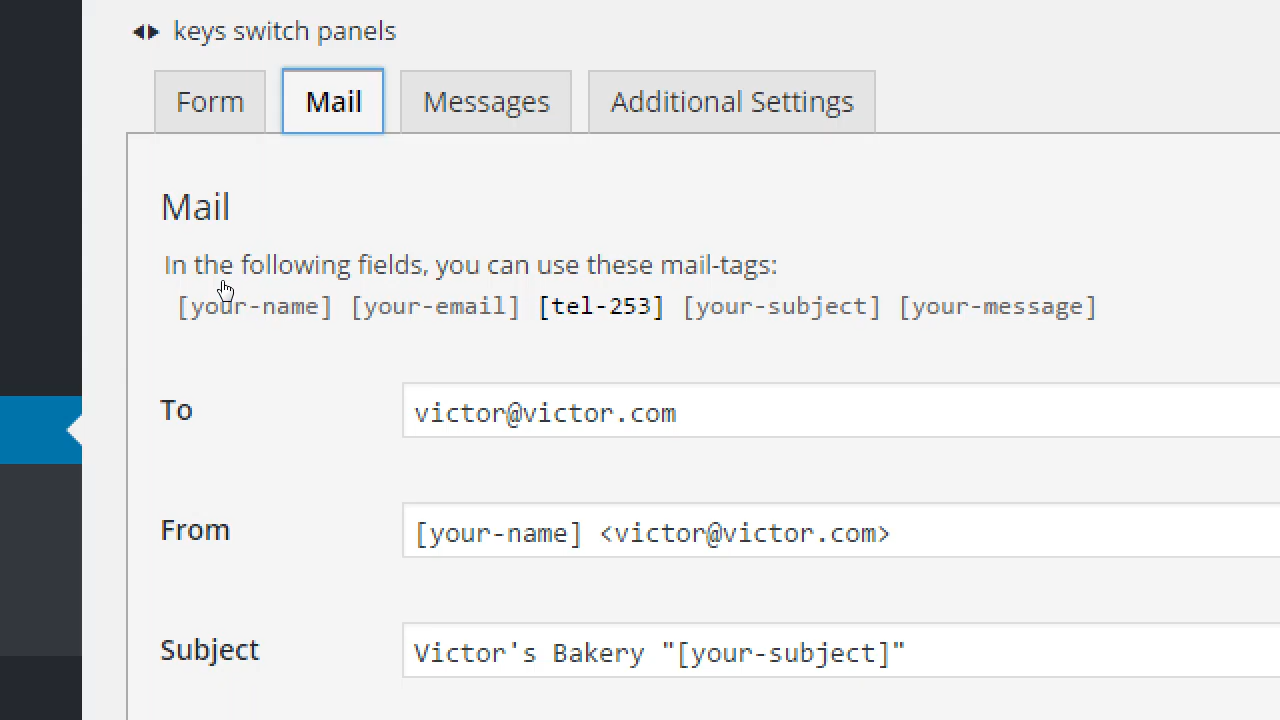 keys switch panels
Form Mail Messages Additional Settings
Mail
In the following fields, you can use these mail-tags:
[your-name] [your-email] [tel-253] [your-subject] [your-message]
To victor@victor.com
From [your-name] <victor@victor.com>
Subject Victor's Bakery "[your-subject]"